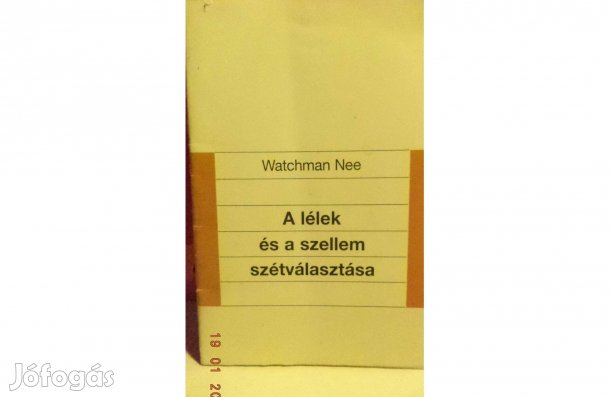 Watchman Nee
A lélek
és a szellem
szétválasztása
19 01 20
Jófogás